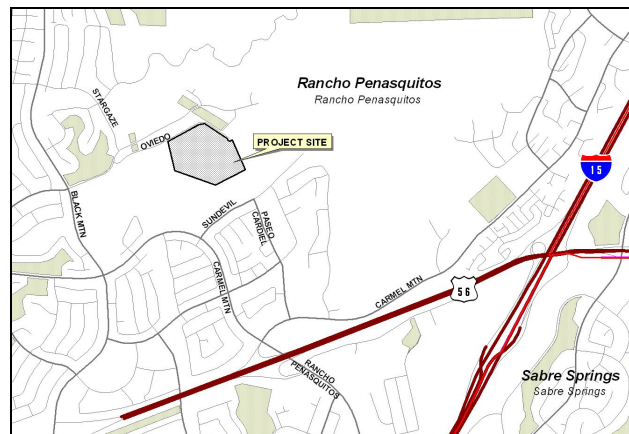 Rancho Penasquitos
Rancho Penasquitos
STARGAZE
OVIEDO
PROJECT SITE
15
BLACK MTN
SUNDEVIL
PASEO
CARDIEL
CARMEL MTN
CARMEL MTN
56
RANCHO
PENASQUITOS
Sabre Springs
Sabre Springs